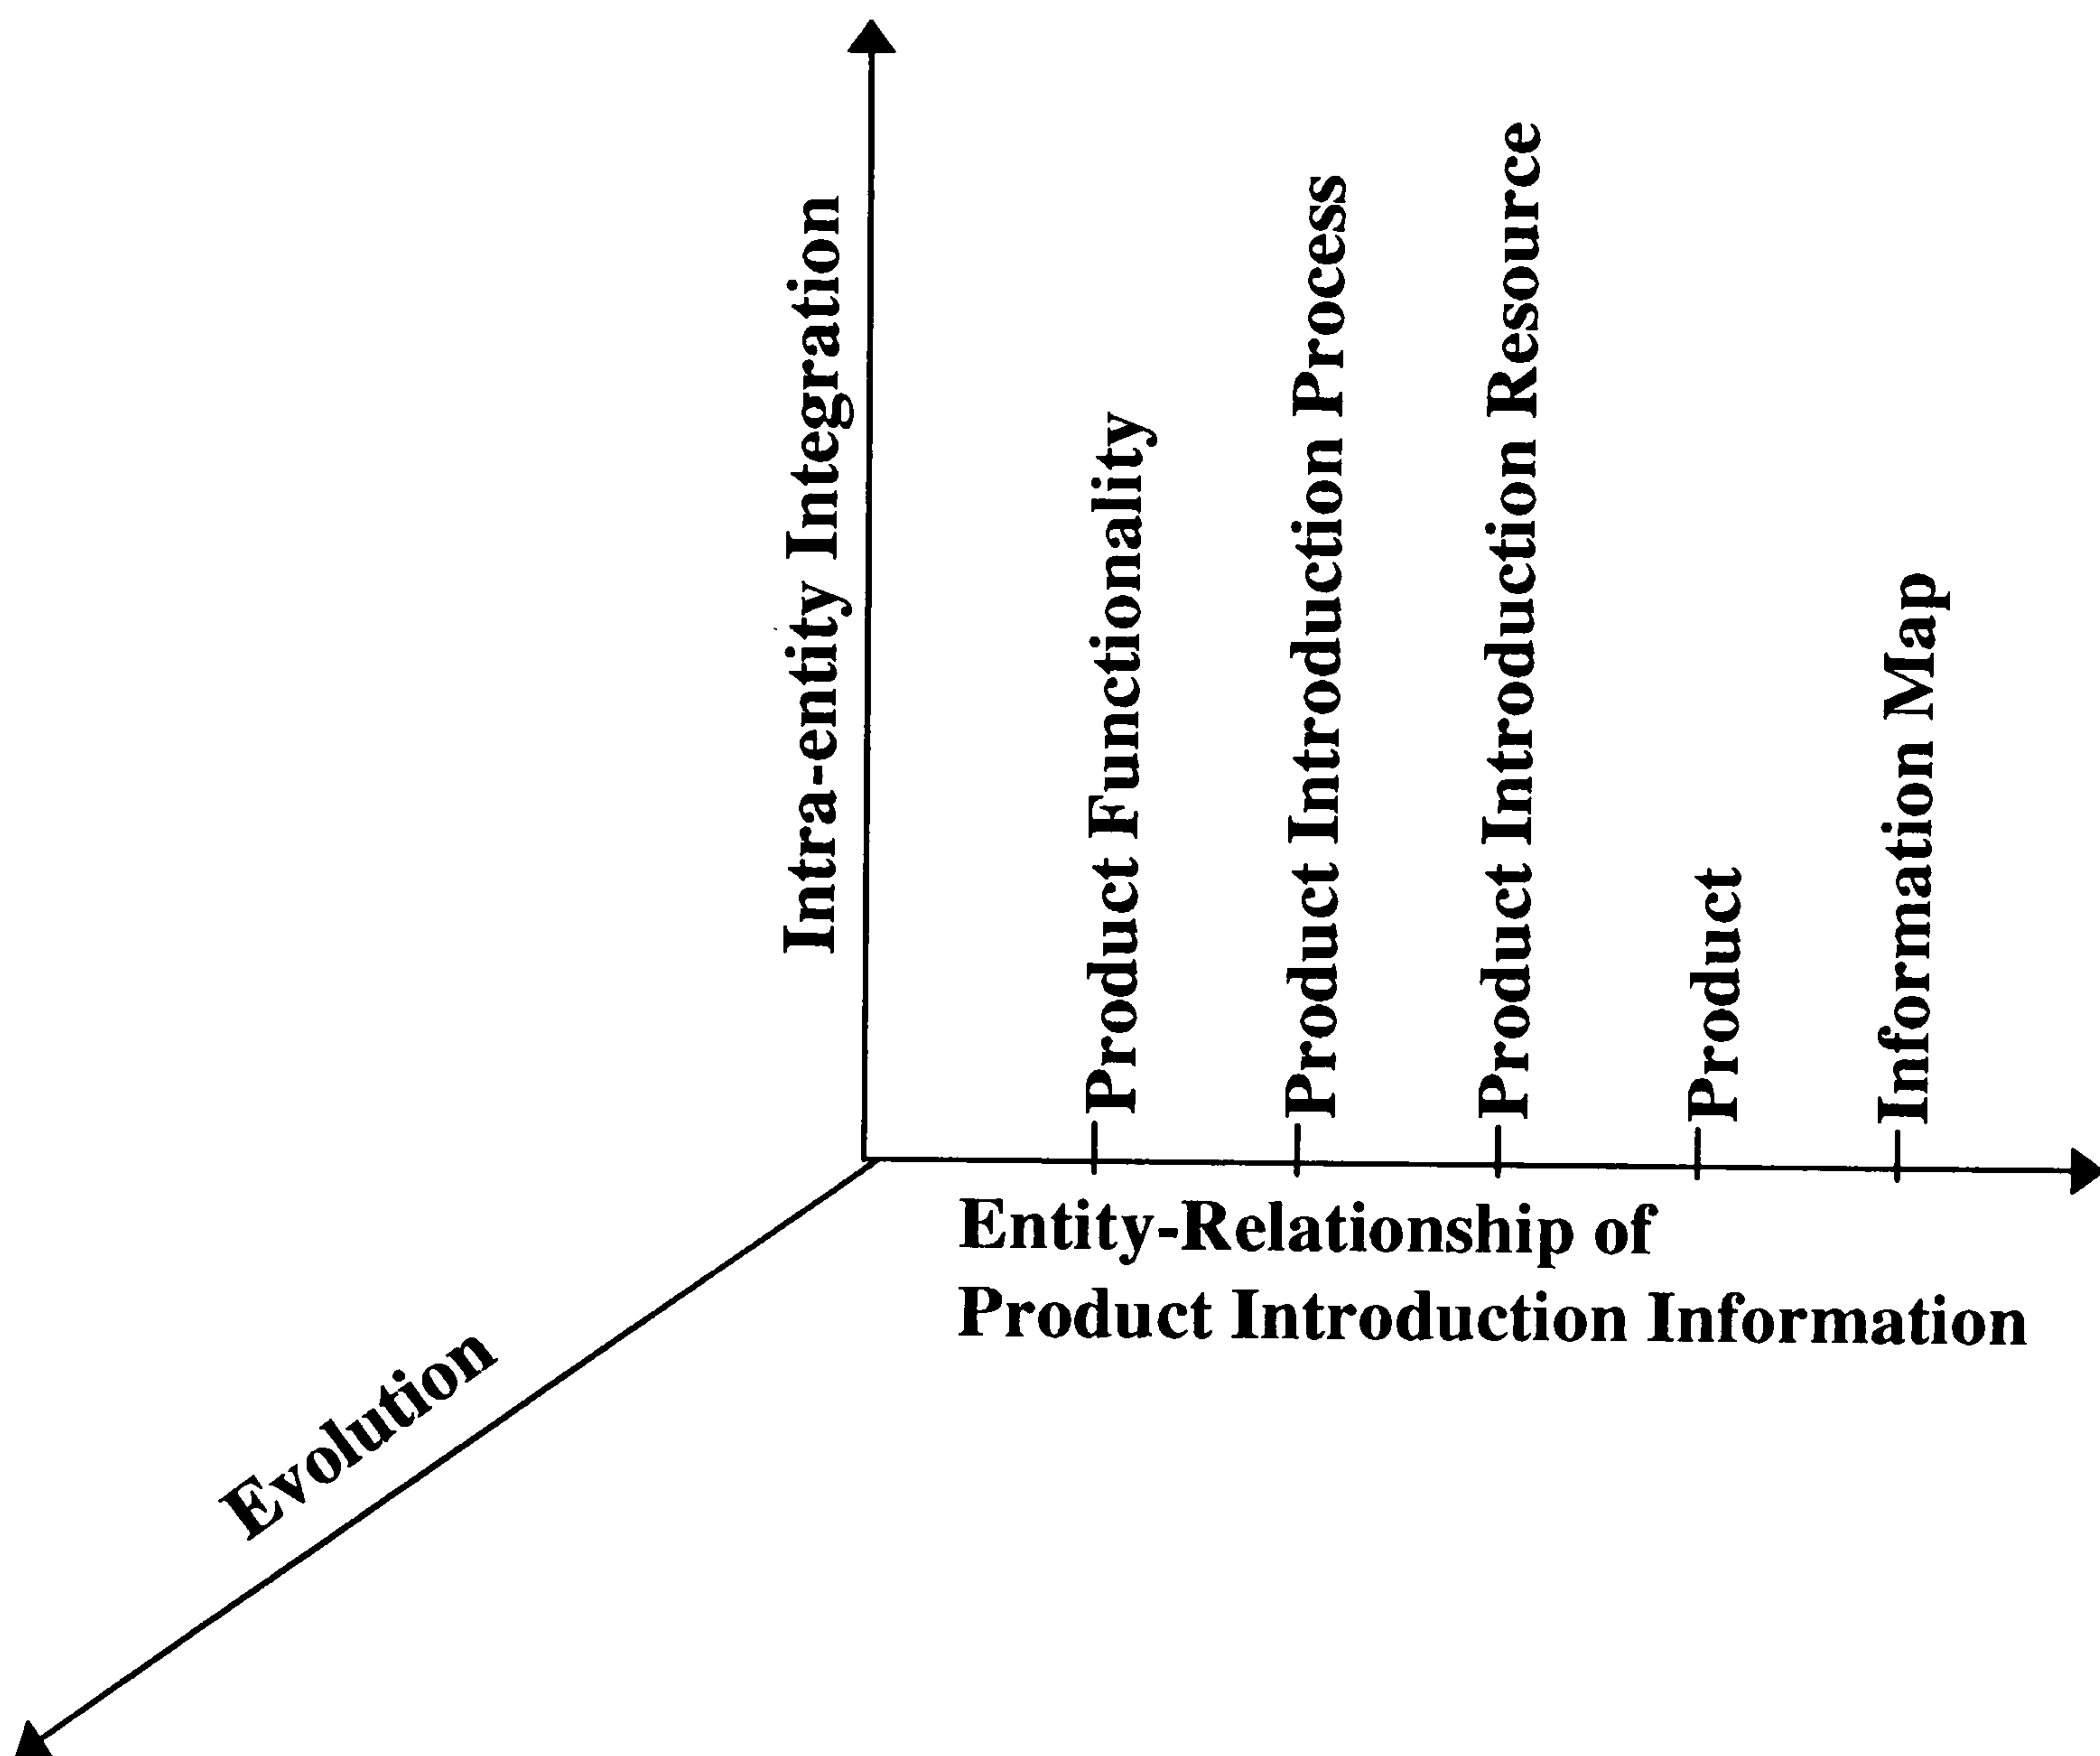 Intra-entity Integration
Product Functionality
Product Introduction Process
Product Introduction Resource
Product
Information Map
Entity-Relationship of
Product Introduction Information
Evolution